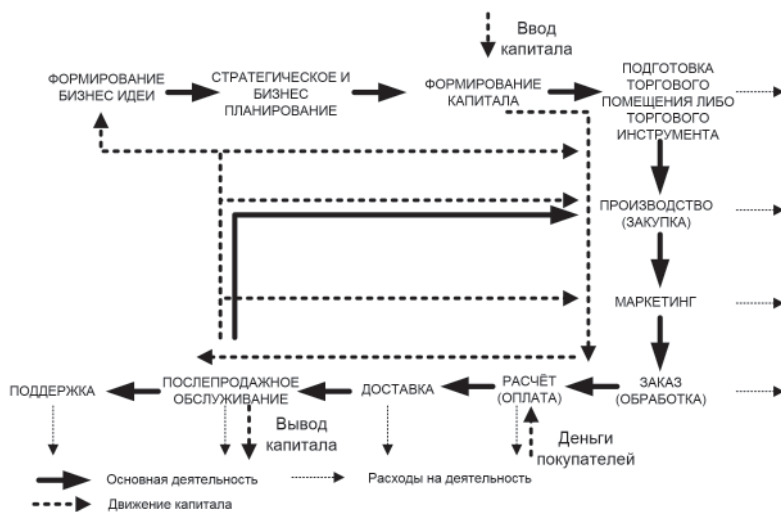 Ввод
капитала
ФОРМИРОВАНИЕ
БИЗНЕС ИДЕИ
СТРАТЕГИЧЕСКОЕ И
БИЗНЕС
ПЛАНИРОВАНИЕ
ФОРМИРОВАНИЕ
КАПИТАЛА
ПОДГОТОВКА
ТОРГОВОГО
ПОМЕЩЕНИЯ ЛИБО
ТОРГОВОГО
ИНСТРУМЕНТА
ПРОИЗВОДСТВО
(ЗАКУПКА)
МАРКЕТИНГ
ПОДДЕРЖКА
ПОСЛЕПРОДАЖНОЕ
ОБСЛУЖИВАНИЕ
ДОСТАВКА
РАСЧЁТ
(ОПЛАТА)
ЗАКАЗ
(ОБРАБОТКА)
Вывод
капитала
Деньги
покупателей
Основная деятельность
Расходы на деятельность
Движение капитала